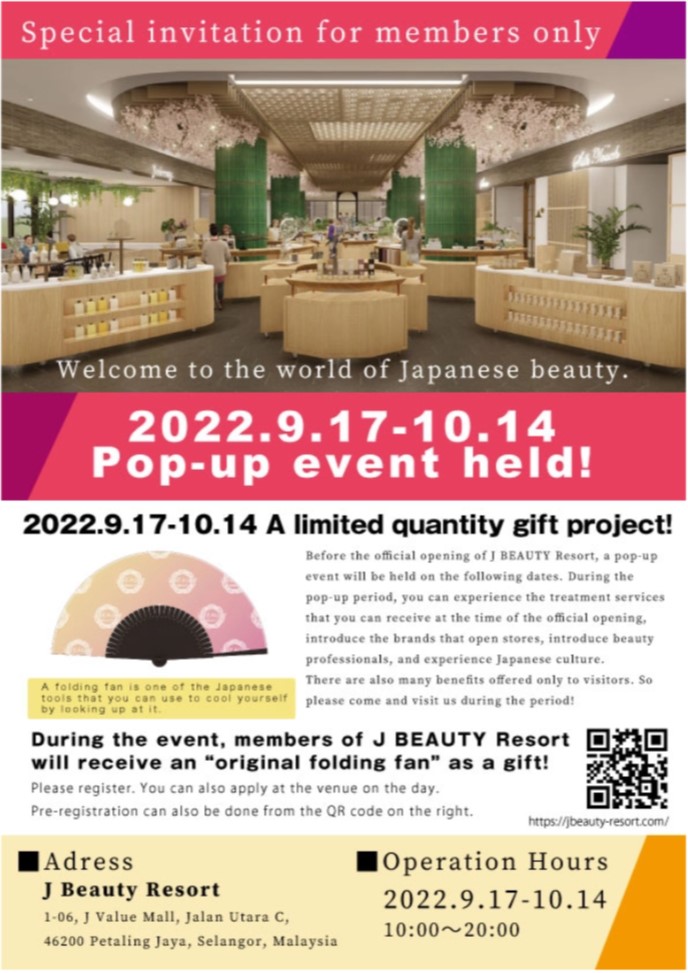 Special invitation for members only
Welcome to the world of Japanese beauty.
2022.9.17-10.14
Pop-up event held!
2022.9.17-10.14 A limited quantity gift project!
Before the official opening of J BEAUTY Resort, a pop-up
event will be held on the following dates. During the
pop-up period, you can experience the treatment services
that you can receive at the time of the official opening,
introduce the brands that open stores, introduce beauty
professionals, and experience Japanese culture.
There are also many benefits offered only to visitors. So
please come and visit us during the period!
A folding fan is one of the Japanese
tools that you can use to cool yourself
by looking up at it.
During the event, members of J BEAUTY Resort
will receive an “original folding fan” as a gift!
Please register. You can also apply at the venue on the day.
Pre-registration can also be done from the QR code on the right.
https://jbeauty-resort.com/
■Adress
J Beauty Resort
1-06, J Value Mall, Jalan Utara C,
46200 Petaling Jaya, Selangor, Malaysia
■Operation Hours
2022.9.17-10.14
10:00～20:00